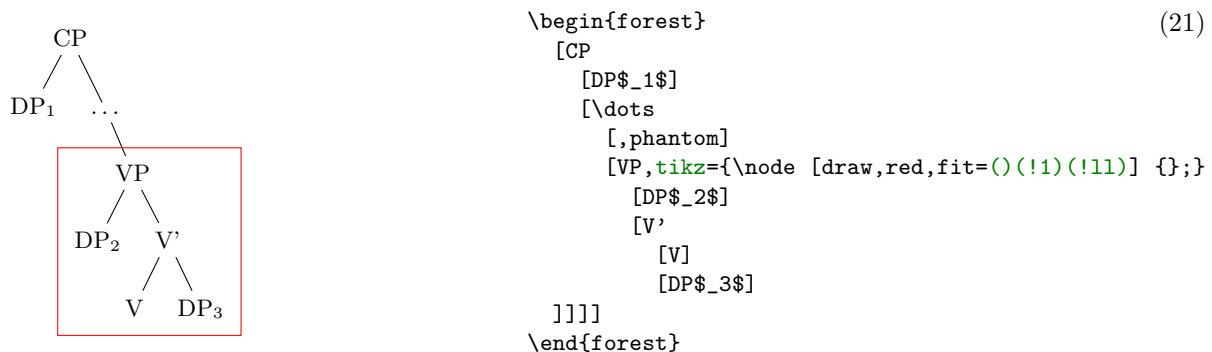 CP
DP₁ ...
VP
DP₂ V'
V DP₃
\begin{forest} (21)
  [CP
    [DP$_1$]
    [\dots
      [,phantom]
      [VP,tikz={\node [draw,red,fit=()(!1)(!ll)] {};}
        [DP$_2$]
        [V'
          [V]
          [DP$_3$]
  ]]]]
\end{forest}